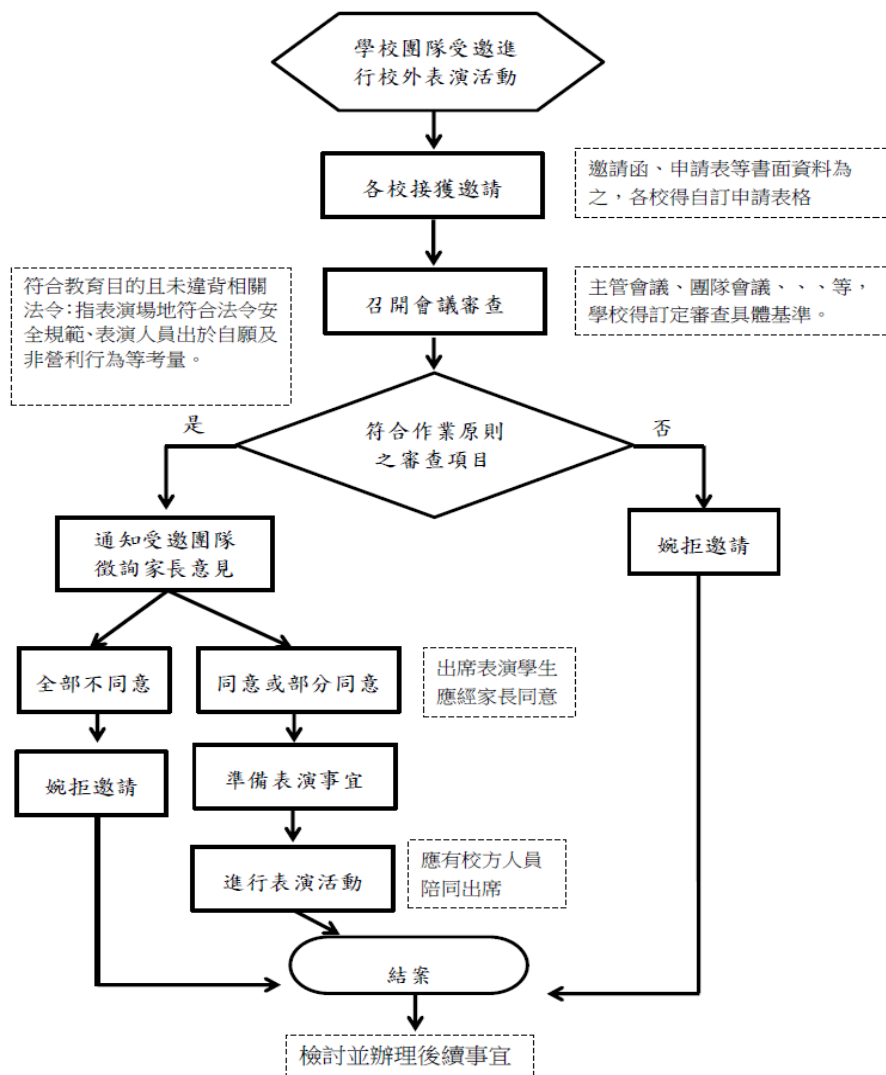 學校團隊受邀進
行校外表演活動
各校接獲邀請
邀請函、申請表等書面資料為
之，各校得自訂申請表格
符合教育目的且未違背相關
法令：指表演場地符合法令安
全規範、表演人員出於自願及
非營利行為等考量。
召開會議審查
主管會議、團隊會議、、、等，
學校得訂定審查具體基準。
是
符合作業原則
之審查項目
否
通知受邀團隊
徵詢家長意見
婉拒邀請
全部不同意
同意或部分同意
出席表演學生
應經家長同意
婉拒邀請
準備表演事宜
進行表演活動
應有校方人員
陪同出席
結案
檢討並辦理後續事宜